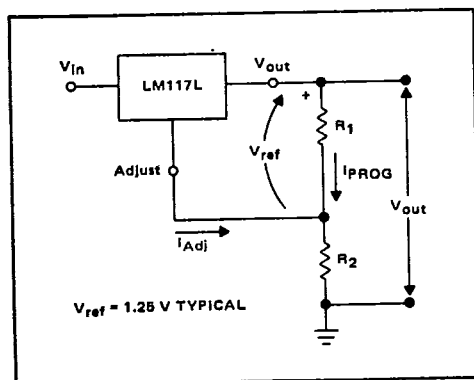 Vin
LM117L
Vout
+
R1
Vref
IPROG
Adjust
Vout
IAdj
R2
Vref = 1.25 V TYPICAL